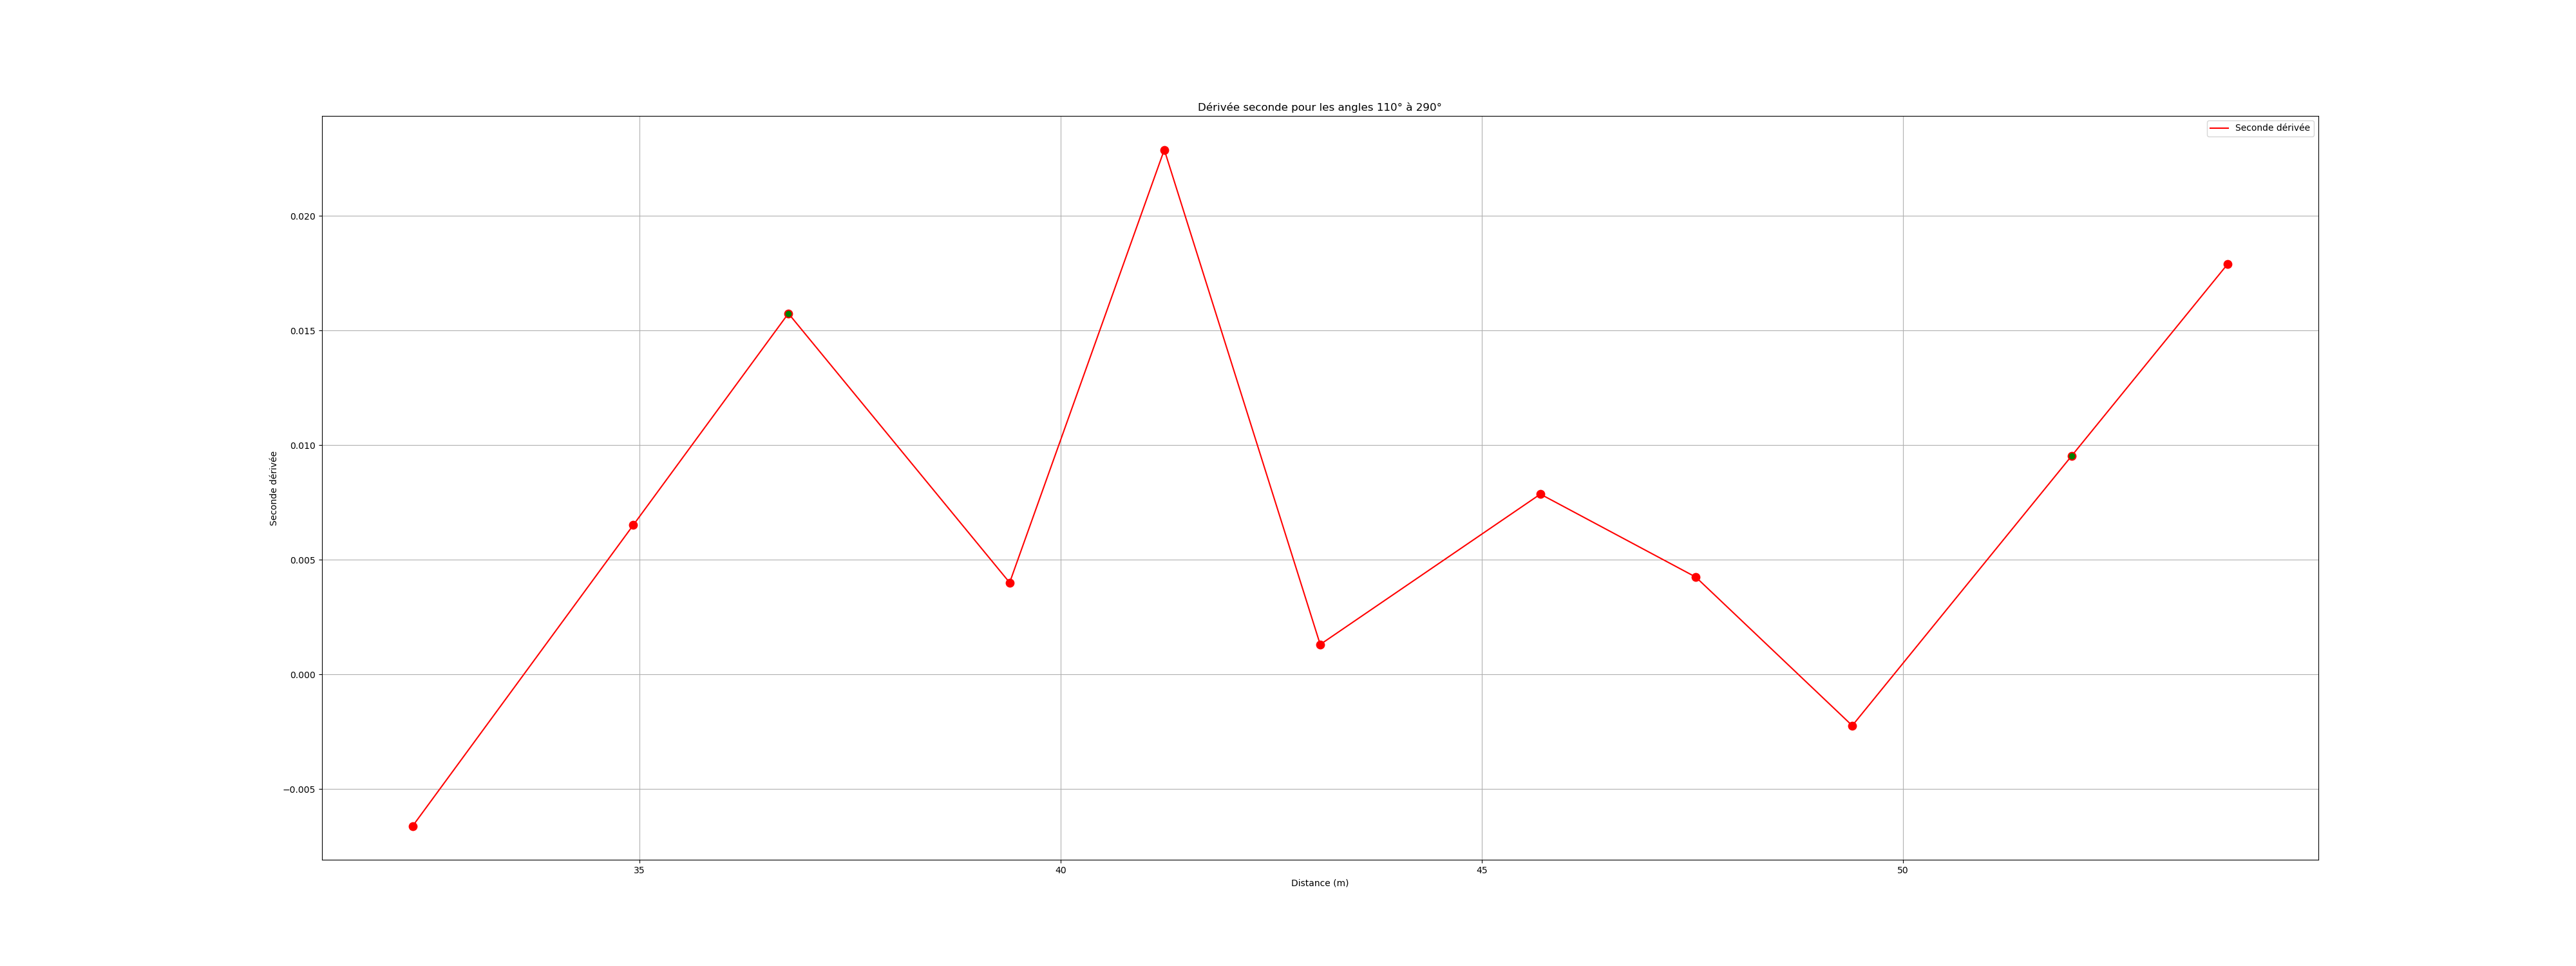 Dérivée seconde pour les angles 110° à 290°
Seconde dérivée
0.020
0.015
0.010
0.005
0.000
−0.005
Seconde dérivée
35
40
45
50
Distance (m)